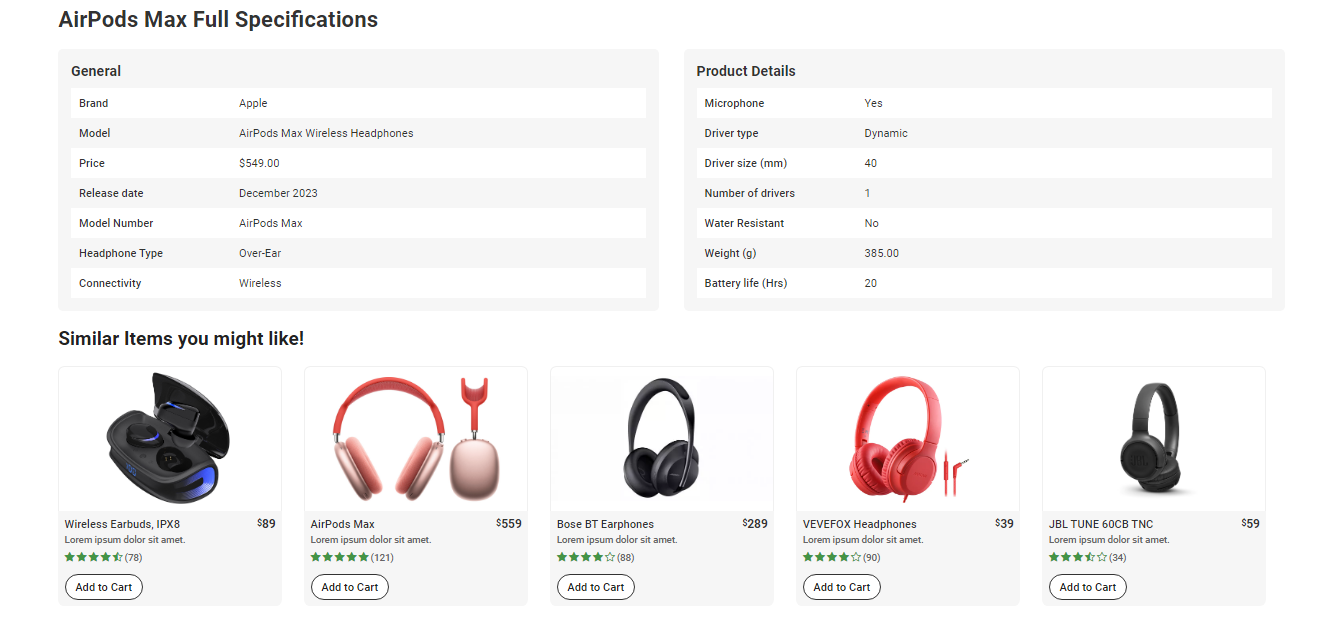 AirPods Max Full Specifications
General
Brand Apple
Model AirPods Max Wireless Headphones
Price $549.00
Release date December 2023
Model Number AirPods Max
Headphone Type Over-Ear
Connectivity Wireless
Product Details
Microphone Yes
Driver type Dynamic
Driver size (mm) 40
Number of drivers 1
Water Resistant No
Weight (g) 385.00
Battery life (Hrs) 20
Similar Items you might like!
Wireless Earbuds, IPX8 $89
Lorem ipsum dolor sit amet.
(78)
Add to Cart
AirPods Max $559
Lorem ipsum dolor sit amet.
(121)
Add to Cart
Bose BT Earphones $289
Lorem ipsum dolor sit amet.
(88)
Add to Cart
VEVEFOX Headphones $39
Lorem ipsum dolor sit amet.
(90)
Add to Cart
JBL
JBL TUNE 60CB TNC $59
Lorem ipsum dolor sit amet.
(34)
Add to Cart